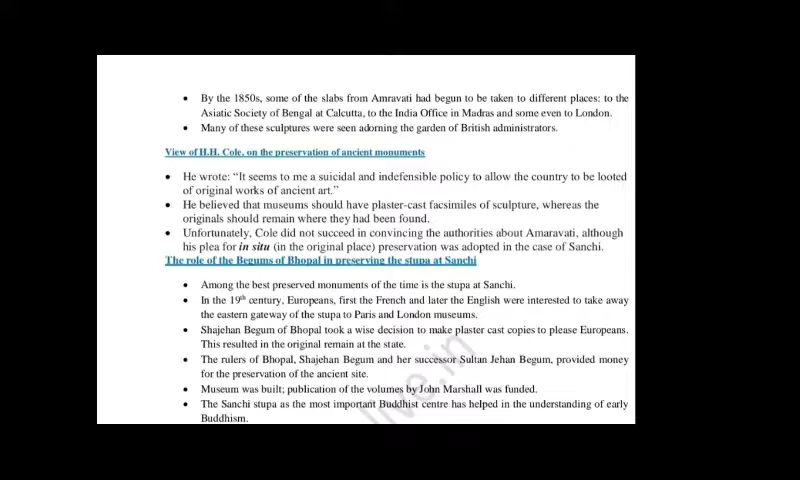 • By the 1850s, some of the slabs from Amravati had begun to be taken to different places: to the
Asiatic Society of Bengal at Calcutta, to the India Office in Madras and some even to London.
• Many of these sculptures were seen adorning the garden of British administrators.
View of H.H. Cole, on the preservation of ancient monuments
• He wrote: “It seems to me a suicidal and indefensible policy to allow the country to be looted
of original works of ancient art.”
• He believed that museums should have plaster-cast facsimiles of sculpture, whereas the
originals should remain where they had been found.
• Unfortunately, Cole did not succeed in convincing the authorities about Amaravati, although
his plea for in situ (in the original place) preservation was adopted in the case of Sanchi.
The role of the Begums of Bhopal in preserving the stupa at Sanchi
• Among the best preserved monuments of the time is the stupa at Sanchi.
• In the 19th century, Europeans, first the French and later the English were interested to take away
the eastern gateway of the stupa to Paris and London museums.
• Shajehan Begum of Bhopal took a wise decision to make plaster cast copies to please Europeans.
This resulted in the original remain at the state.
• The rulers of Bhopal, Shajehan Begum and her successor Sultan Jehan Begum, provided money
for the preservation of the ancient site.
• Museum was built; publication of the volumes by John Marshall was funded.
• The Sanchi stupa as the most important Buddhist centre has helped in the understanding of early
Buddhism.
live.in